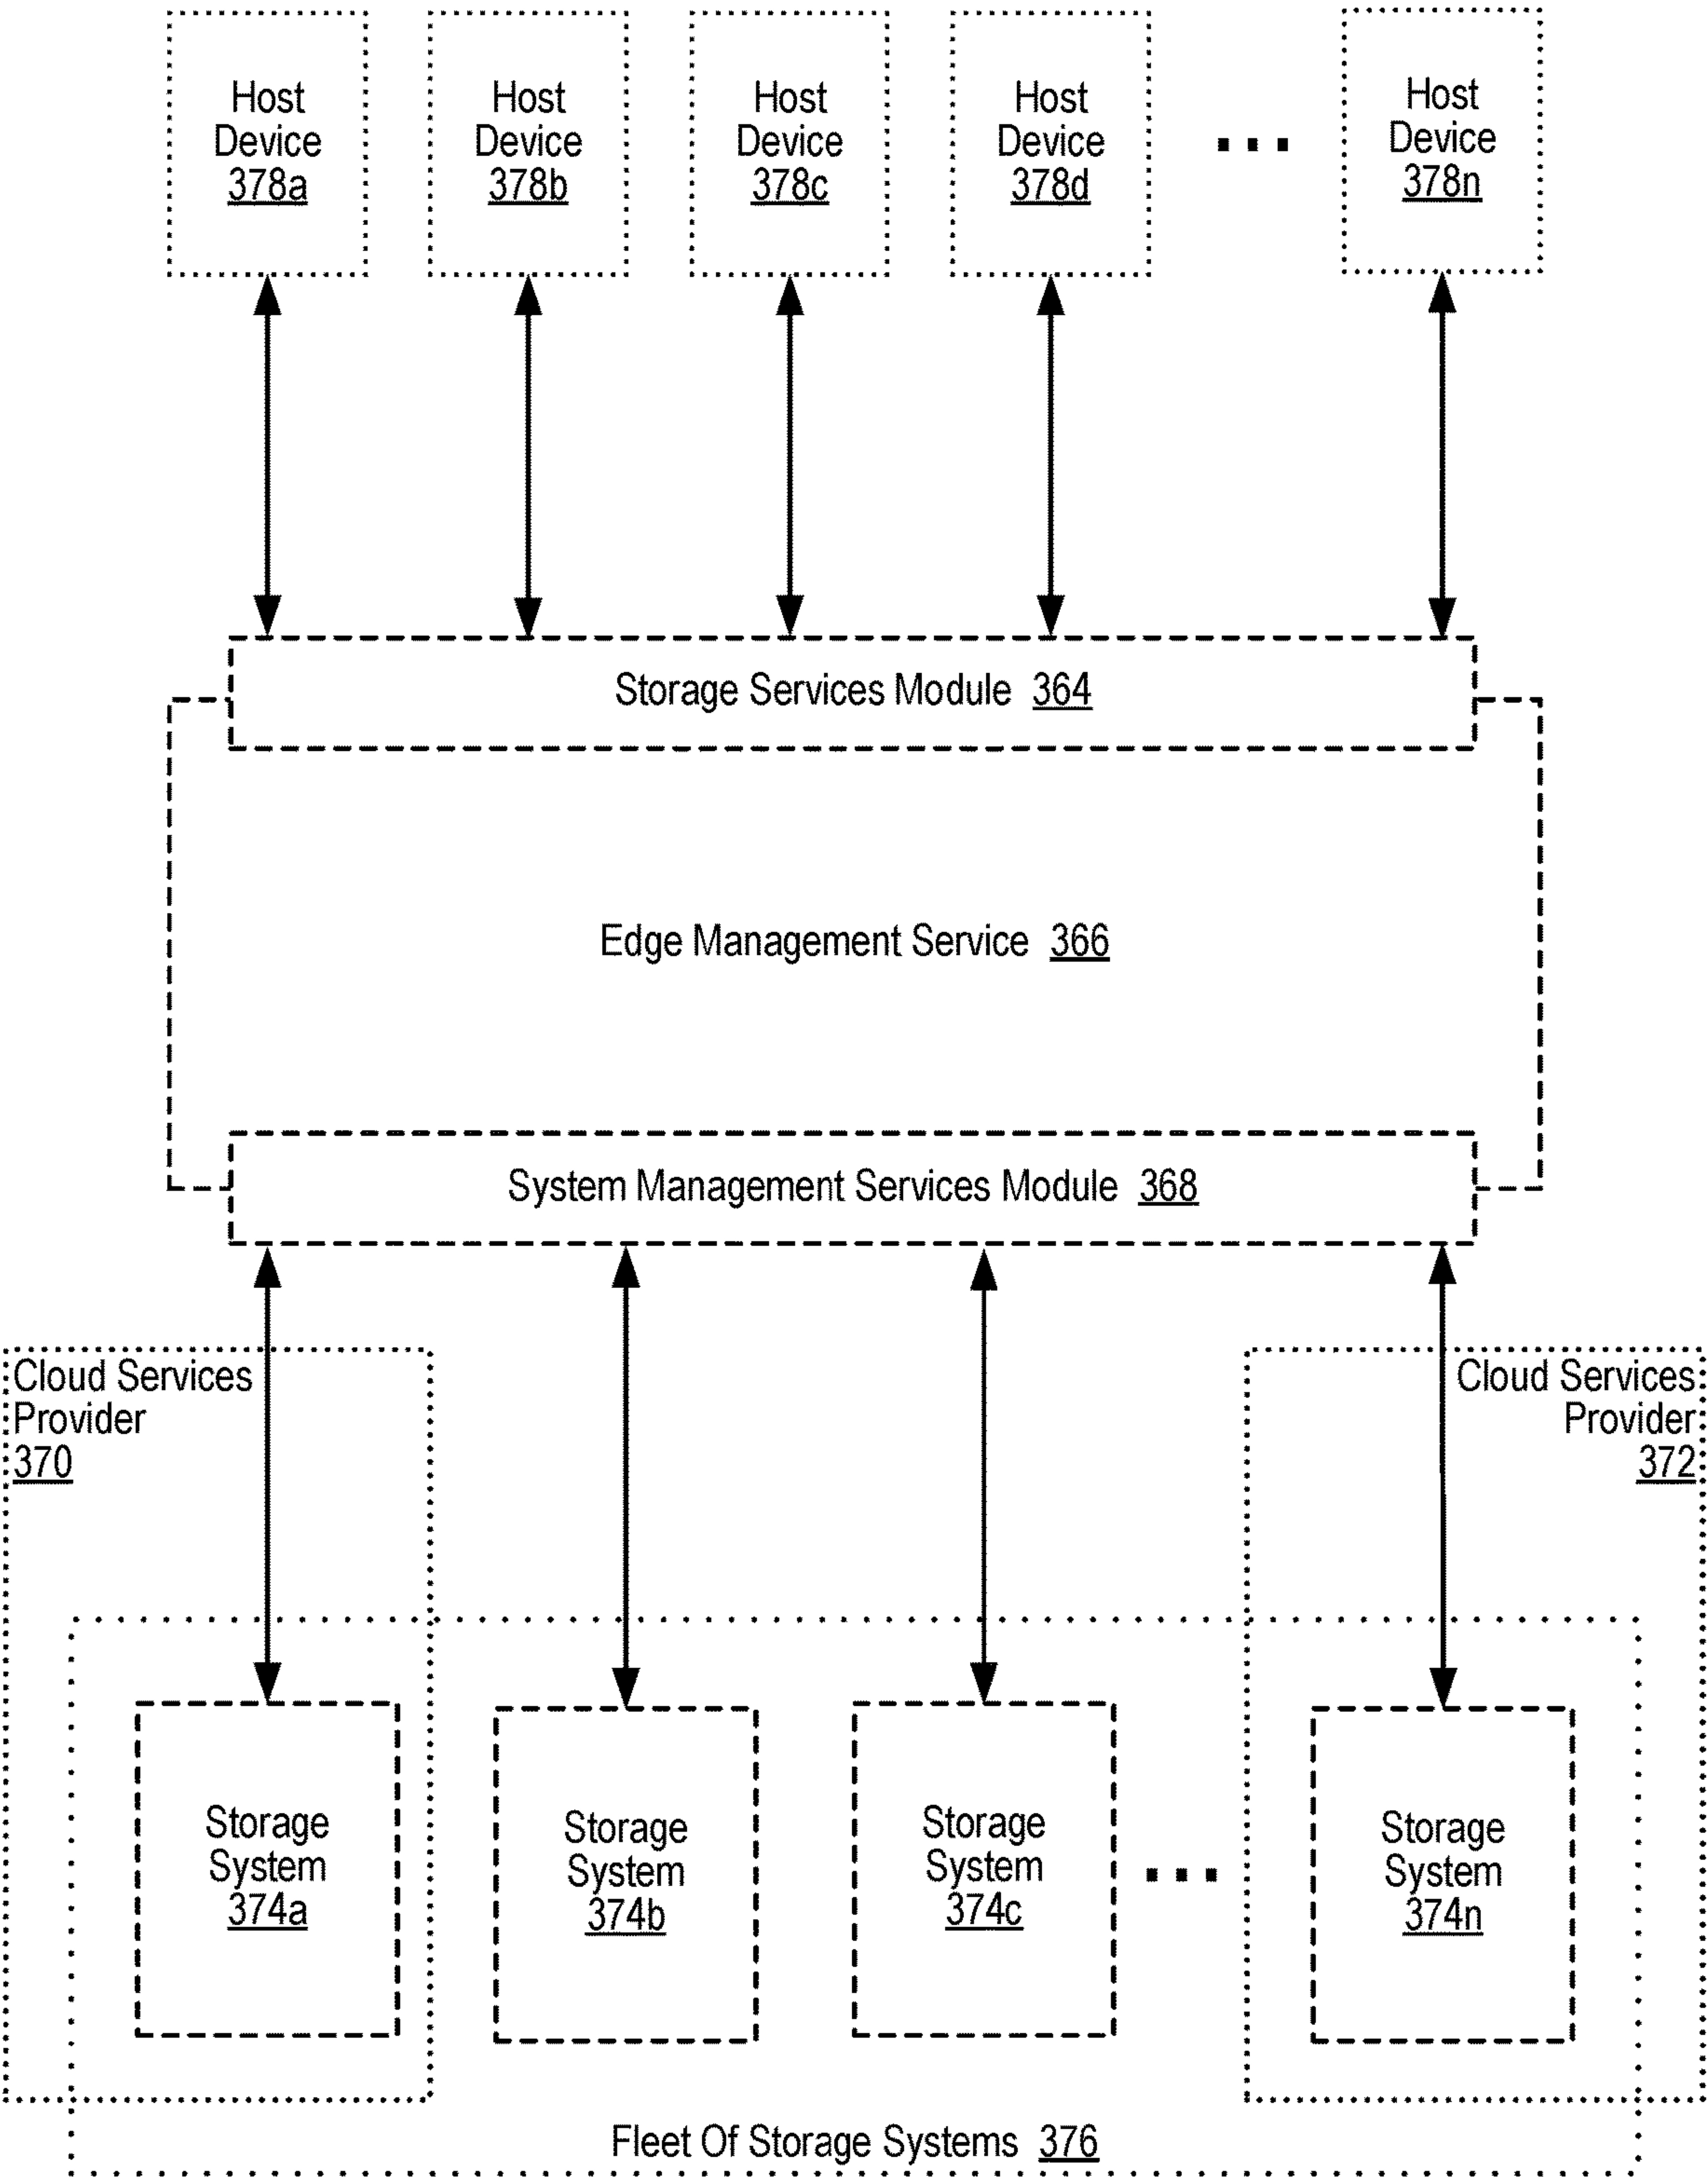 Host
Device
378a
Host
Device
378b
Host
Device
378c
Host
Device
378d
...
Host
Device
378n
Storage Services Module 364
Edge Management Service 366
System Management Services Module 368
Cloud Services
Provider
370
Cloud Services
Provider
372
Storage
System
374a
Storage
System
374b
Storage
System
374c
...
Storage
System
374n
Fleet Of Storage Systems 376